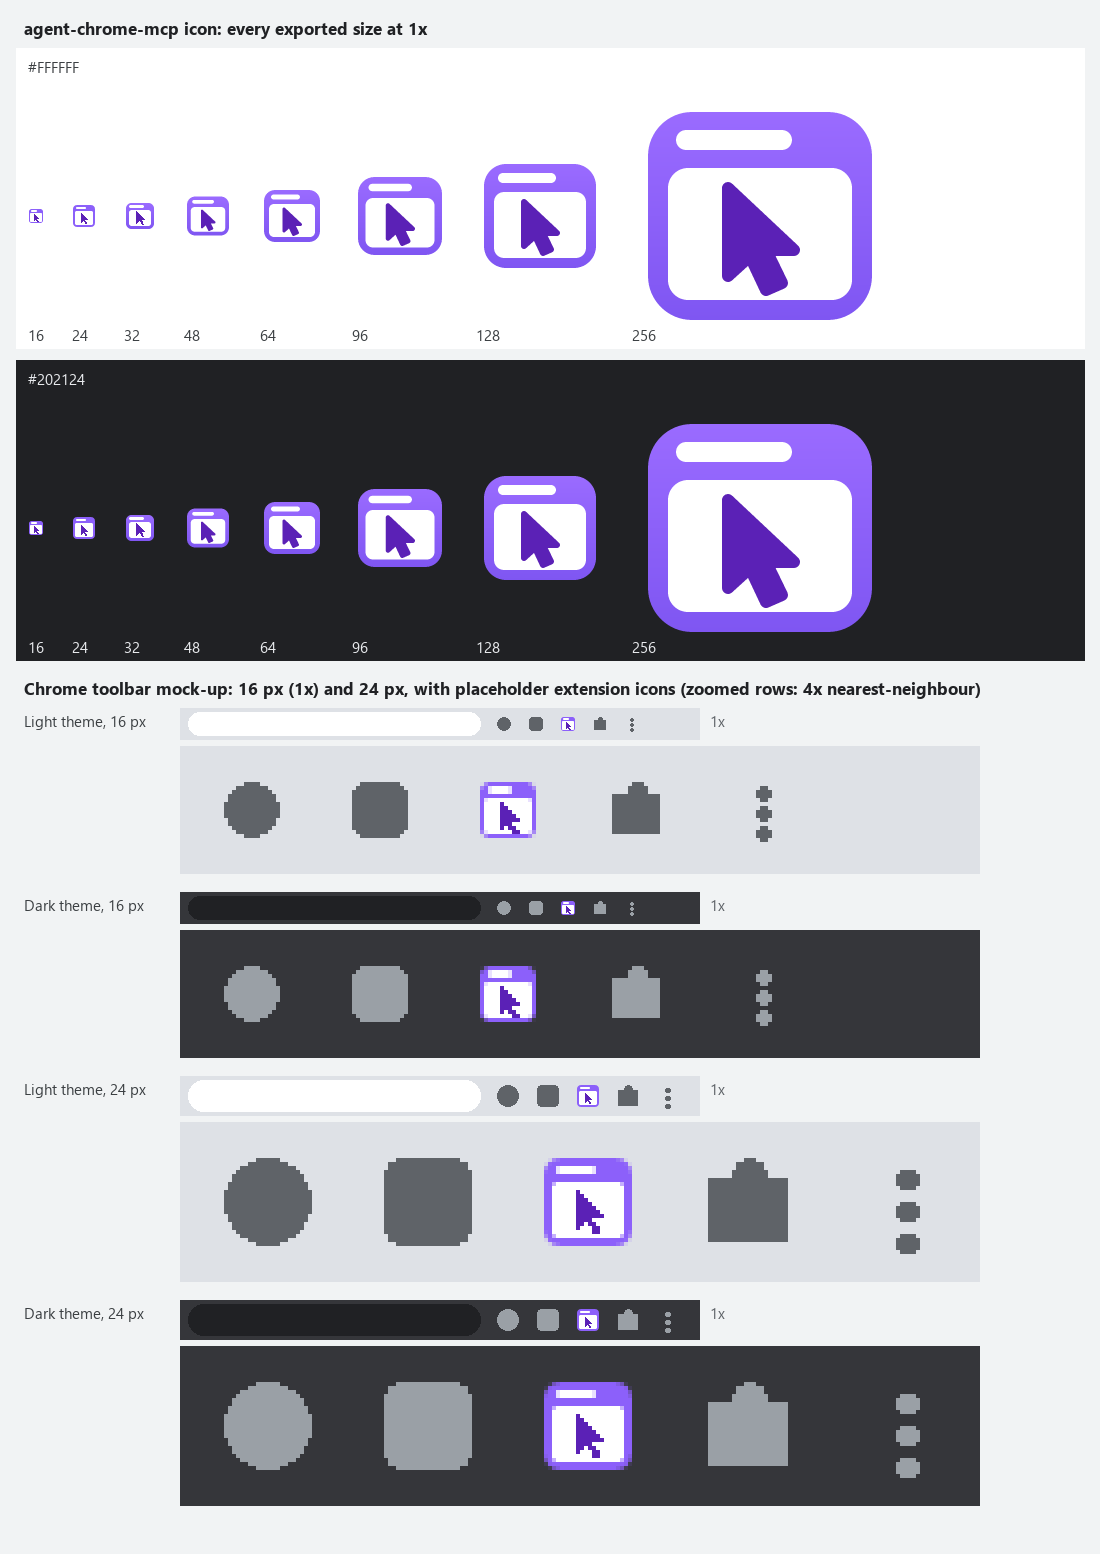 agent-chrome-mcp icon: every exported size at 1x
#FFFFFF
16 24 32 48 64 96 128 256
#202124
16 24 32 48 64 96 128 256
Chrome toolbar mock-up: 16 px (1x) and 24 px, with placeholder extension icons (zoomed rows: 4x nearest-neighbour)
Light theme, 16 px 1x
Dark theme, 16 px 1x
Light theme, 24 px 1x
Dark theme, 24 px 1x